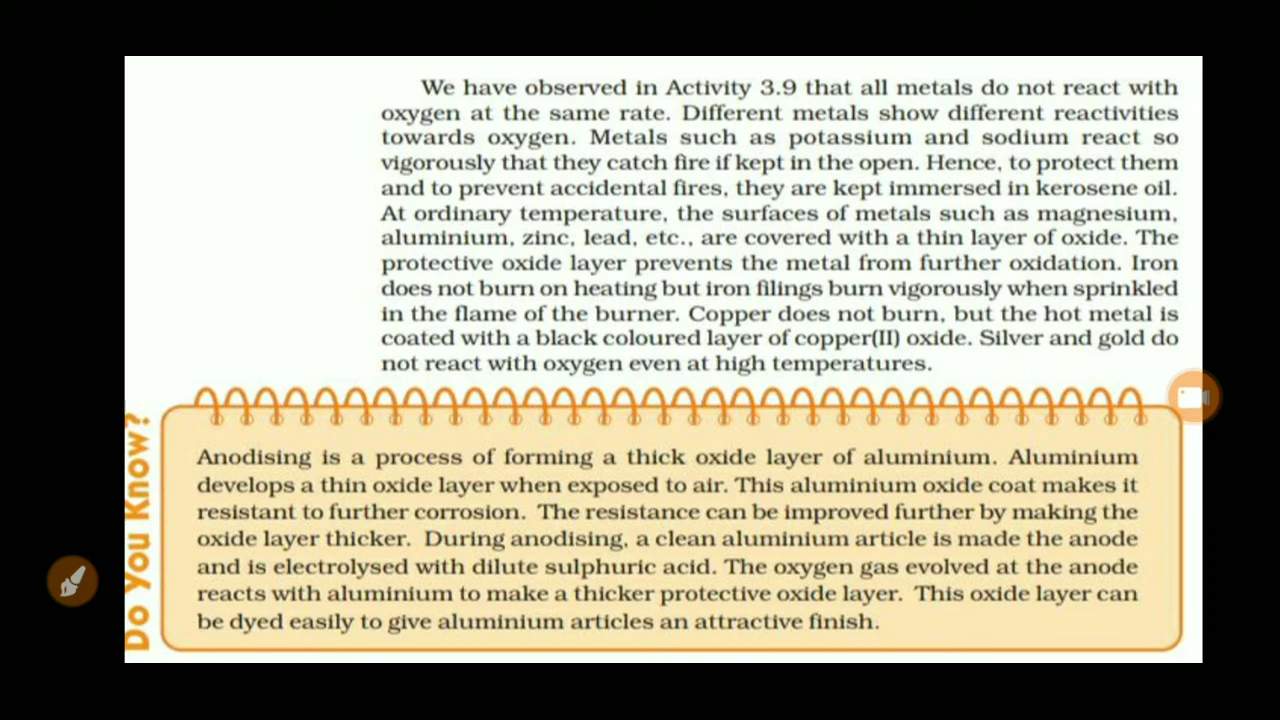 We have observed in Activity 3.9 that all metals do not react with
oxygen at the same rate. Different metals show different reactivities
towards oxygen. Metals such as potassium and sodium react so
vigorously that they catch fire if kept in the open. Hence, to protect them
and to prevent accidental fires, they are kept immersed in kerosene oil.
At ordinary temperature, the surfaces of metals such as magnesium,
aluminium, zinc, lead, etc., are covered with a thin layer of oxide. The
protective oxide layer prevents the metal from further oxidation. Iron
does not burn on heating but iron filings burn vigorously when sprinkled
in the flame of the burner. Copper does not burn, but the hot metal is
coated with a black coloured layer of copper(II) oxide. Silver and gold do
not react with oxygen even at high temperatures.
Do You Know?
Anodising is a process of forming a thick oxide layer of aluminium. Aluminium
develops a thin oxide layer when exposed to air. This aluminium oxide coat makes it
resistant to further corrosion. The resistance can be improved further by making the
oxide layer thicker. During anodising, a clean aluminium article is made the anode
and is electrolysed with dilute sulphuric acid. The oxygen gas evolved at the anode
reacts with aluminium to make a thicker protective oxide layer. This oxide layer can
be dyed easily to give aluminium articles an attractive finish.